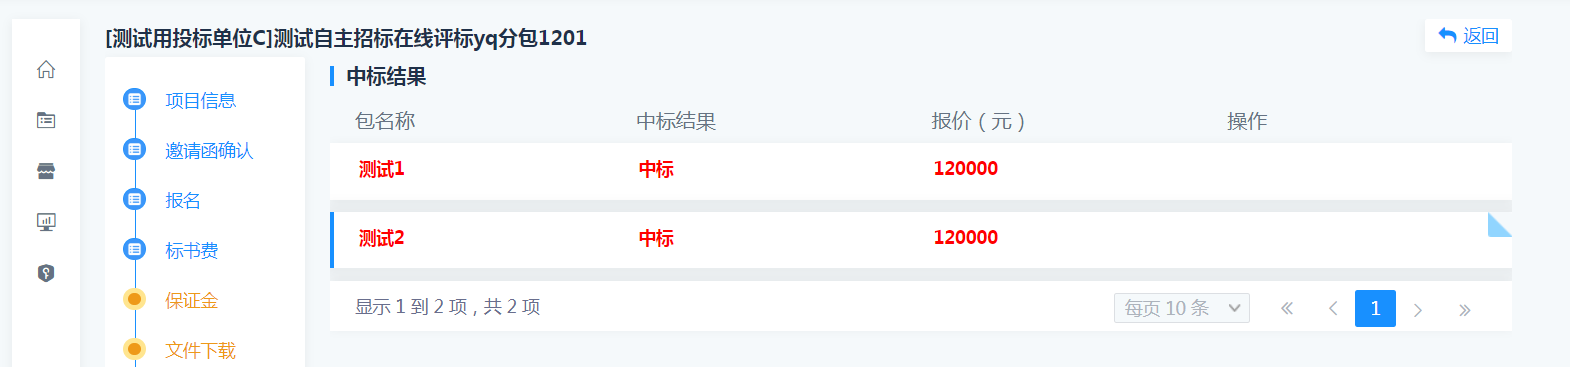 [测试用投标单位C]测试自主招标在线评标yq分包1201
返回
项目信息
邀请函确认
报名
标书费
保证金
文件下载
中标结果
包名称 中标结果 报价（元） 操作
测试1 中标 120000
测试2 中标 120000
显示 1 到 2 项，共 2 项
每页 10 条
1